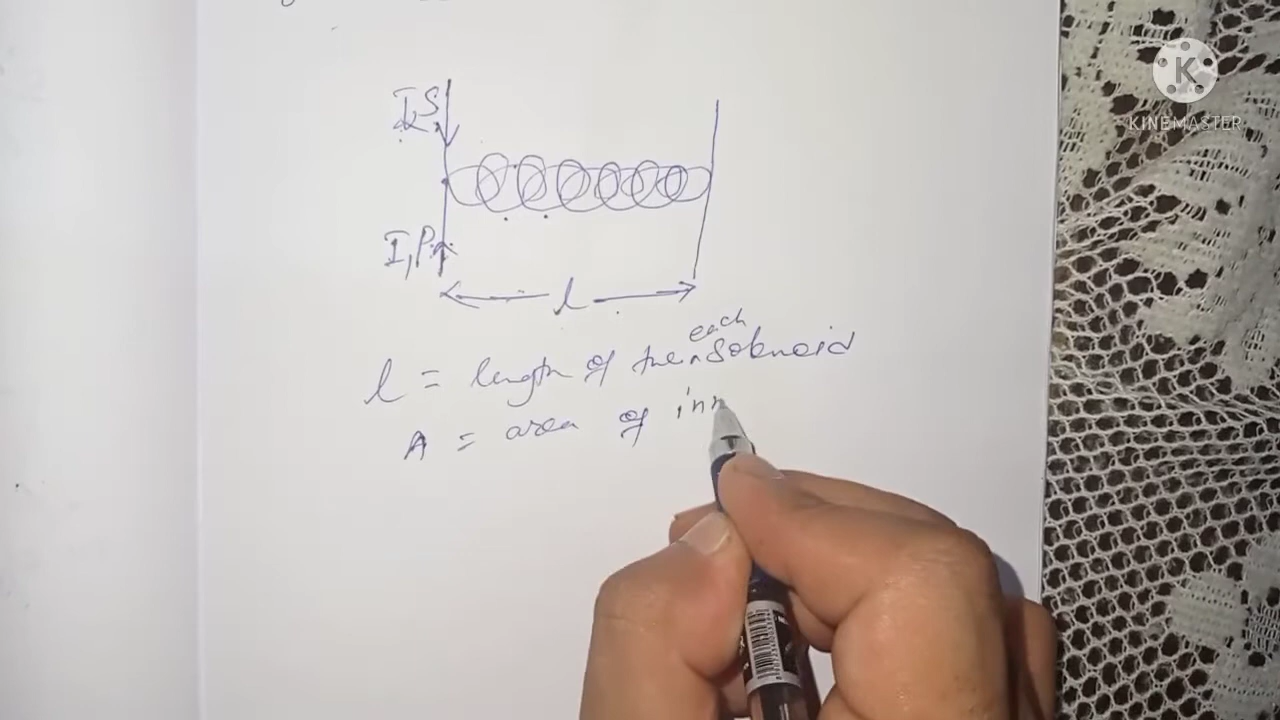 K
KINEMASTER
I₂S
I₁P
l
each
l = length of the solenoid
A = area of inn